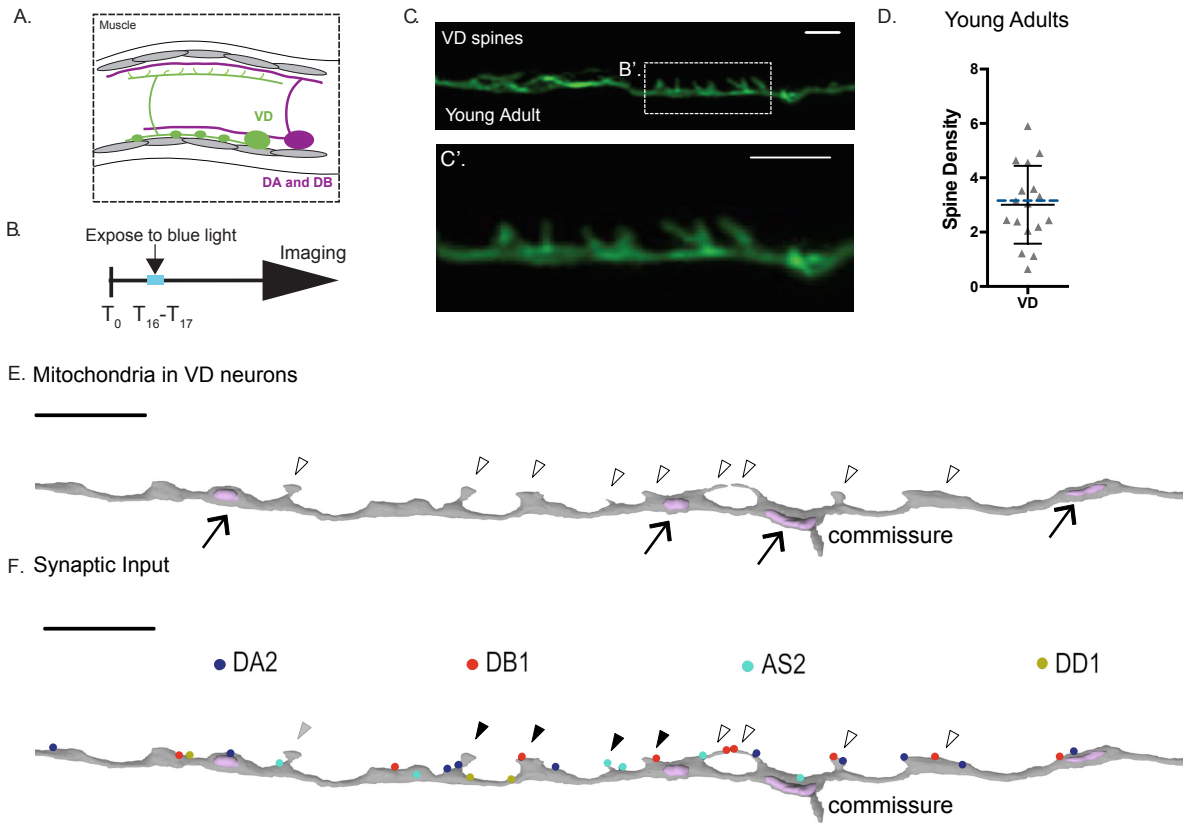 A.
Muscle
VD
DA and DB
B.
Expose to blue light
Imaging
T0 T16-T17
C.
VD spines
B'.
Young Adult
C'.
D. Young Adults
Spine Density
8
6
4
2
0
VD
E. Mitochondria in VD neurons
commissure
F. Synaptic Input
DA2 DB1 AS2 DD1
commissure